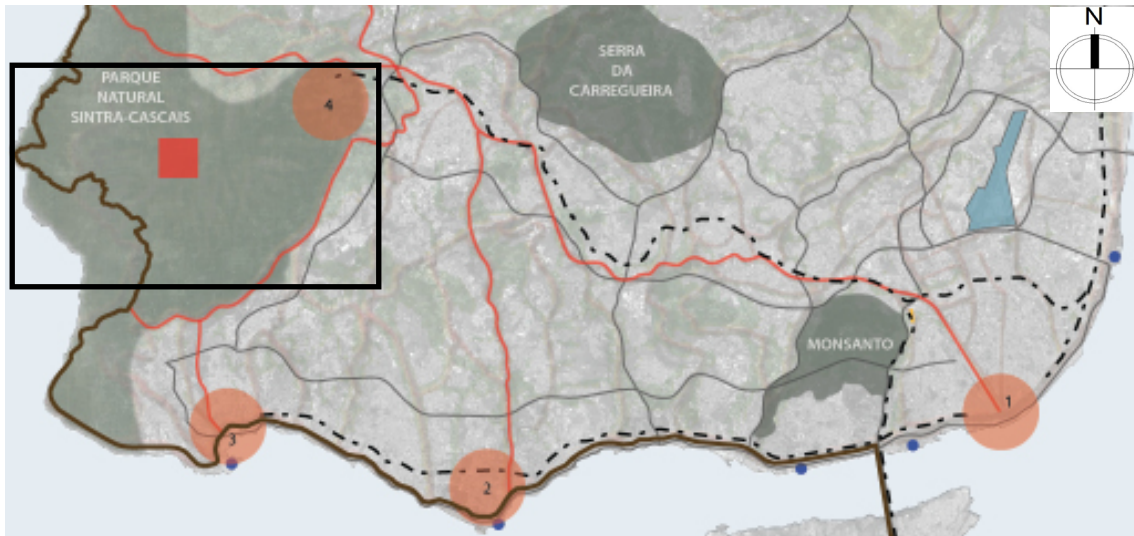 N
SERRA
DA
CARREGUEIRA
PARQUE
NATURAL
SINTRA-CASCAIS
4
MONSANTO
1
3
2